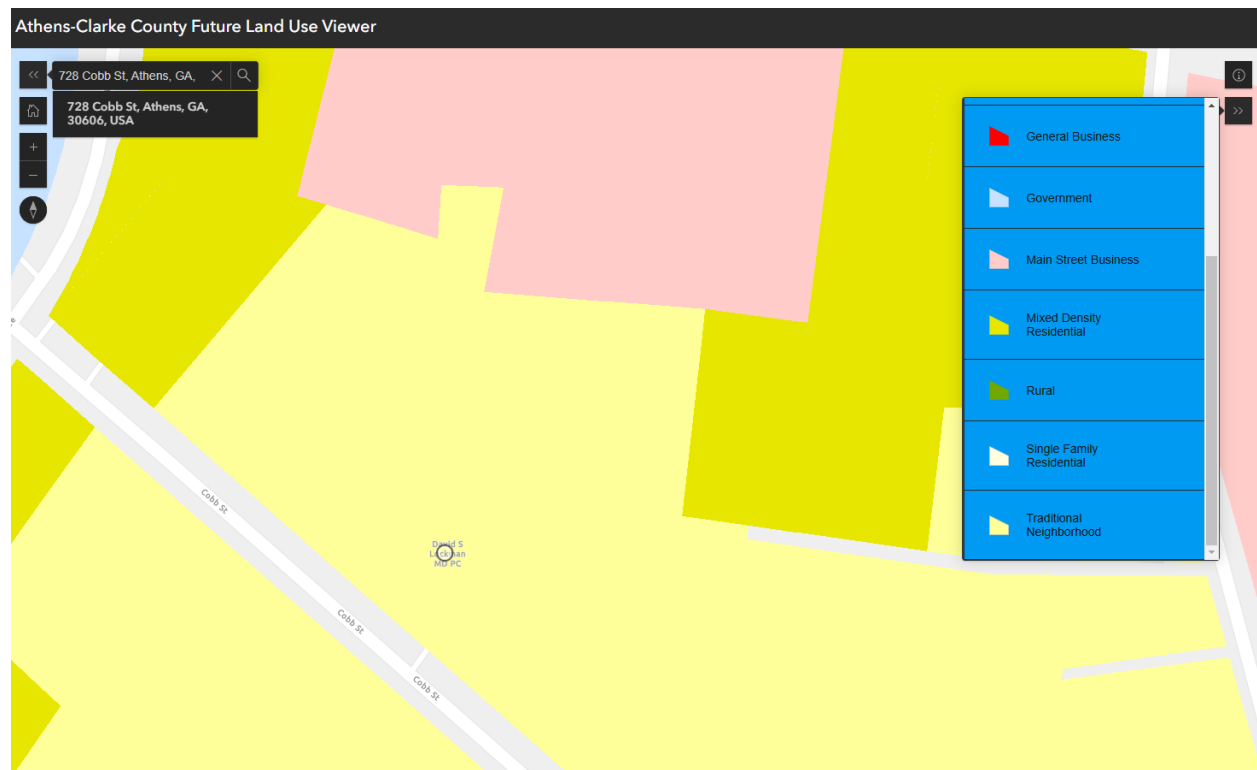 Athens-Clarke County Future Land Use Viewer
728 Cobb St, Athens, GA,
728 Cobb St, Athens, GA,
30606, USA
General Business
Government
Main Street Business
Mixed Density
Residential
Rural
Single Family
Residential
Traditional
Neighborhood
Cobb St
David S
Lockman
MD PC
Cobb St
Cobb St